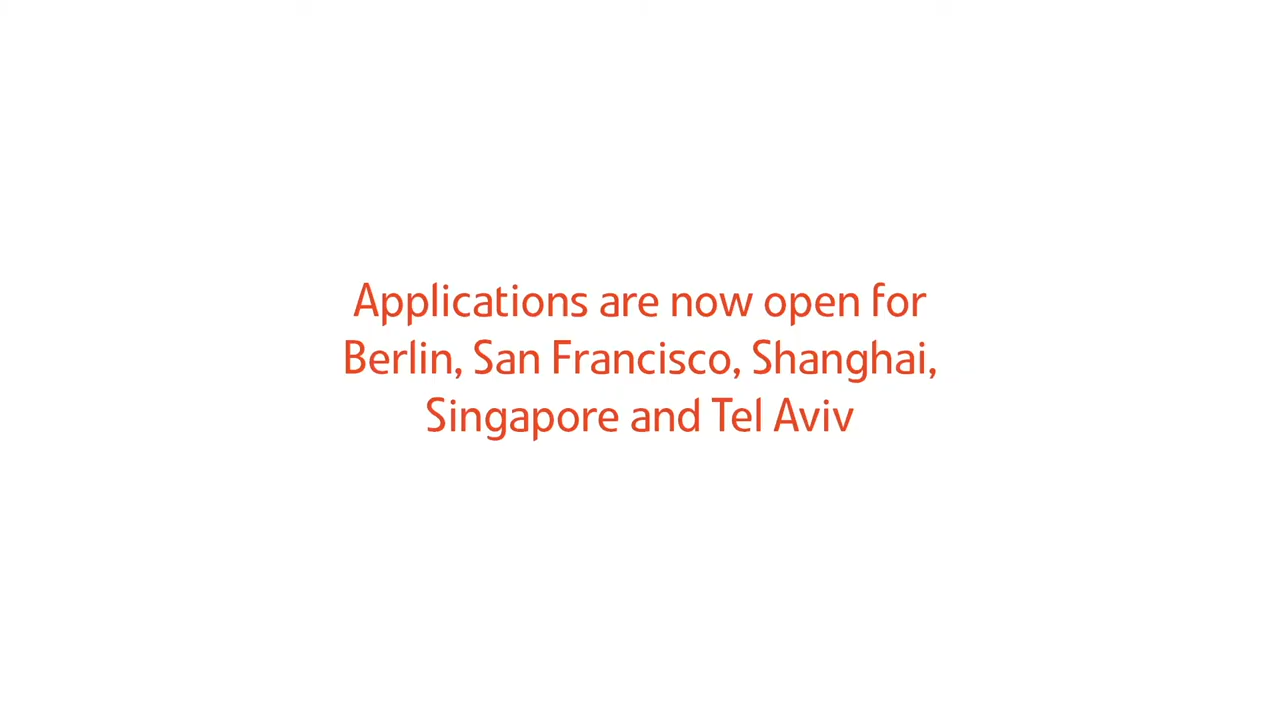 Applications are now open for
Berlin, San Francisco, Shanghai,
Singapore and Tel Aviv